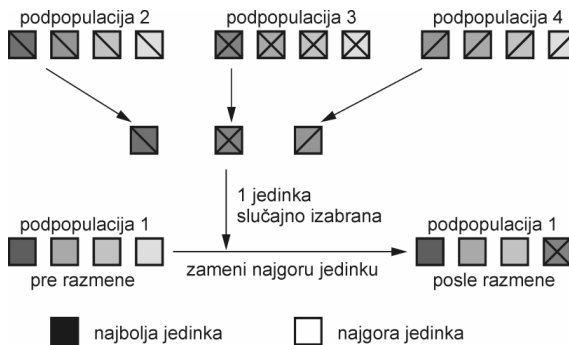 podpopulacija 2
podpopulacija 3
podpopulacija 4
1 jedinka
slučajno izabrana
podpopulacija 1
podpopulacija 1
zameni najgoru jedinku
pre razmene
posle razmene
najbolja jedinka
najgora jedinka